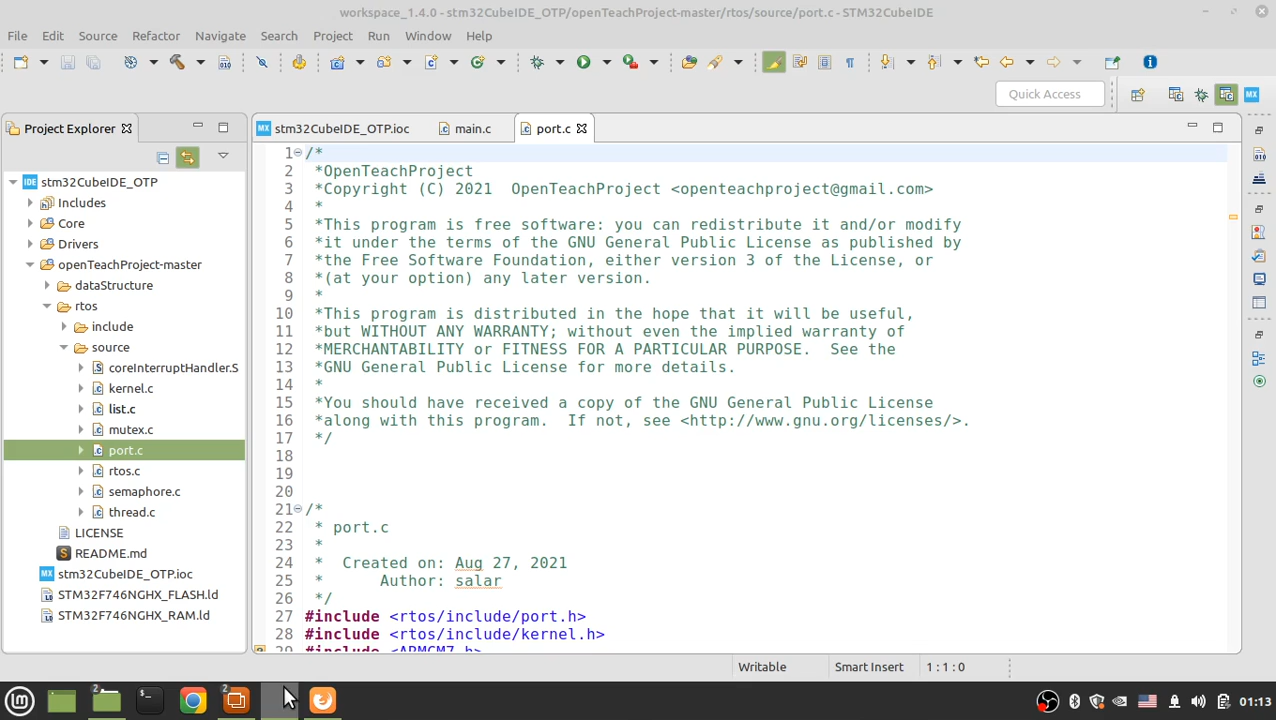 workspace_1.4.0 - stm32CubeIDE_OTP/openTeachProject-master/rtos/source/port.c - STM32CubeIDE
File Edit Source Refactor Navigate Search Project Run Window Help
Quick Access
MX
Project Explorer
MX stm32CubeIDE_OTP.ioc main.c port.c
IDE stm32CubeIDE_OTP
Includes
Core
Drivers
openTeachProject-master
dataStructure
rtos
include
source
coreInterruptHandler.S
kernel.c
list.c
mutex.c
port.c
rtos.c
semaphore.c
thread.c
LICENSE
README.md
MX stm32CubeIDE_OTP.ioc
STM32F746NGHX_FLASH.ld
STM32F746NGHX_RAM.ld
1 /*
2 *OpenTeachProject
3 *Copyright (C) 2021  OpenTeachProject <openteachproject@gmail.com>
4 *
5 *This program is free software: you can redistribute it and/or modify
6 *it under the terms of the GNU General Public License as published by
7 *the Free Software Foundation, either version 3 of the License, or
8 *(at your option) any later version.
9 *
10 *This program is distributed in the hope that it will be useful,
11 *but WITHOUT ANY WARRANTY; without even the implied warranty of
12 *MERCHANTABILITY or FITNESS FOR A PARTICULAR PURPOSE.  See the
13 *GNU General Public License for more details.
14 *
15 *You should have received a copy of the GNU General Public License
16 *along with this program.  If not, see <http://www.gnu.org/licenses/>.
17 */
18
19
20
21 /*
22 * port.c
23 *
24 *  Created on: Aug 27, 2021
25 *      Author: salar
26 */
27 #include <rtos/include/port.h>
28 #include <rtos/include/kernel.h>
29 #include <ARMCM7.h>
Writable Smart Insert 1 : 1 : 0
2 2 01:13